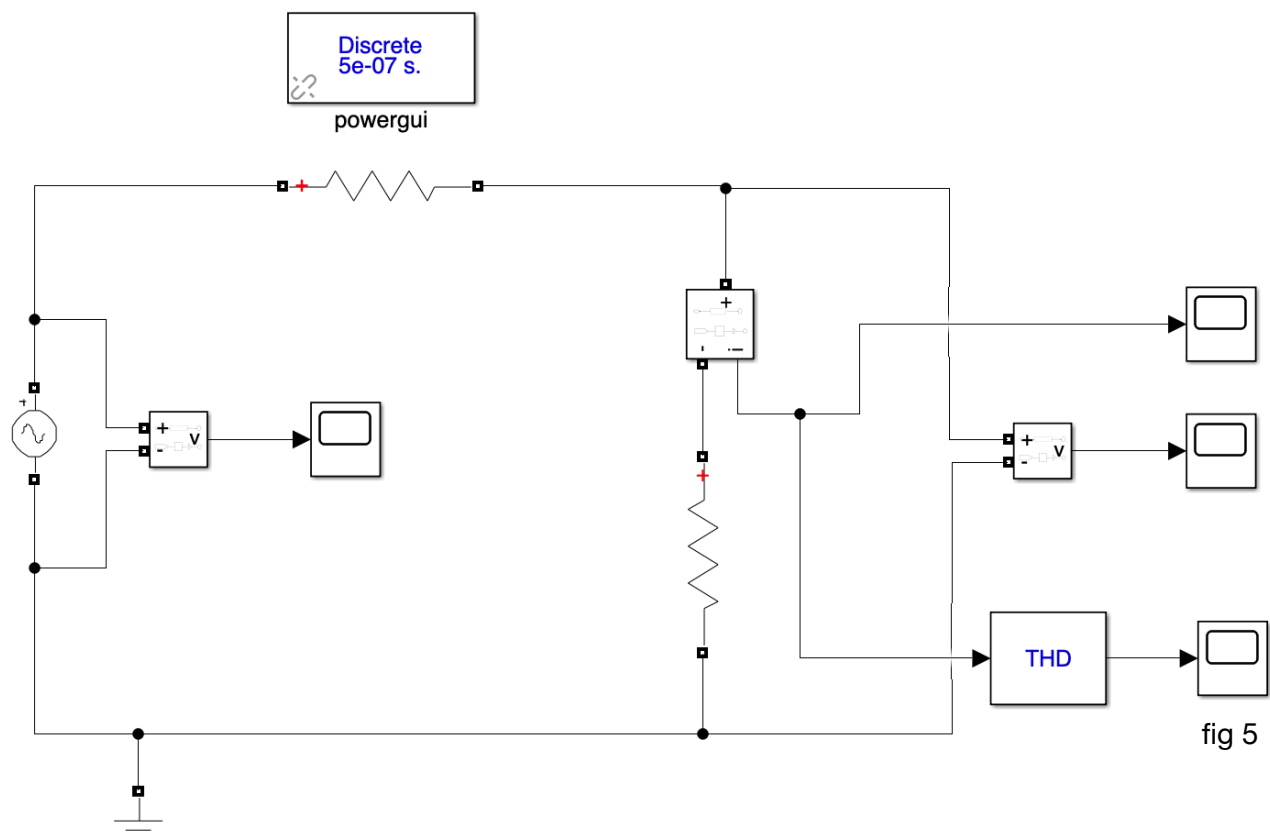 Discrete
5e-07 s.
powergui
+
+
+
+
-
v
+
-
v
+
THD
fig 5